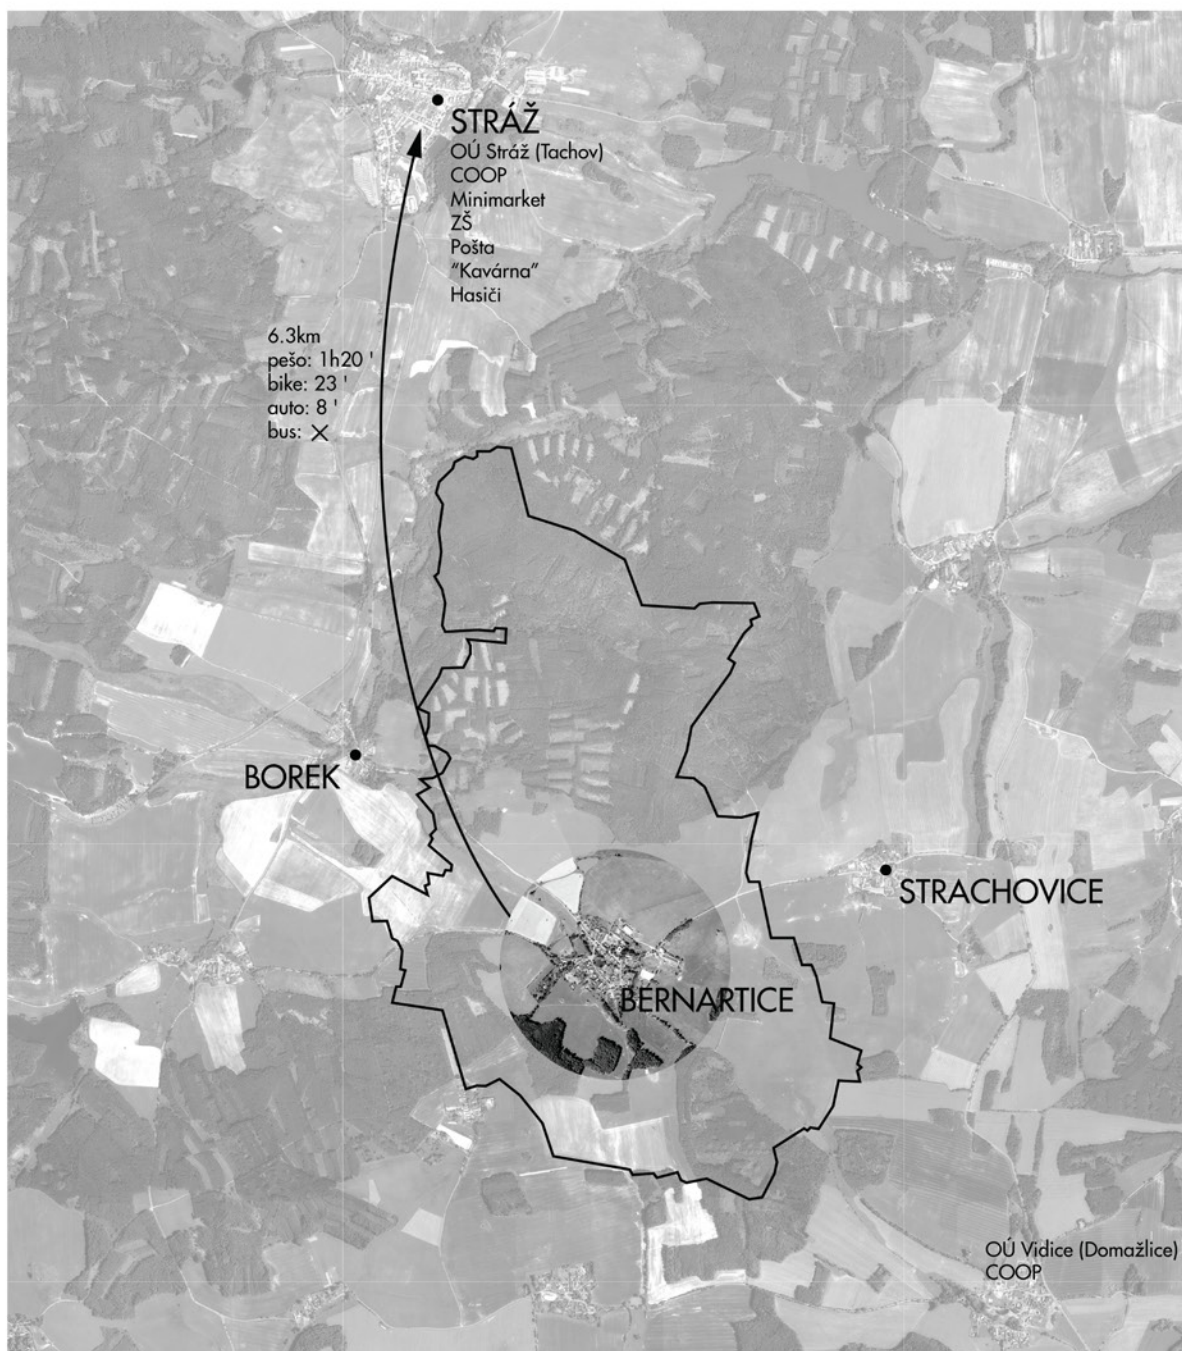 STRÁŽ
OÚ Stráž (Tachov)
COOP
Minimarket
ZŠ
Pošta
“Kavárna”
Hasiči
6.3km
pešo: 1h20 '
bike: 23 '
auto: 8 '
bus: ✕
BOREK
STRACHOVICE
BERNARTICE
OÚ Vidice (Domažlice)
COOP